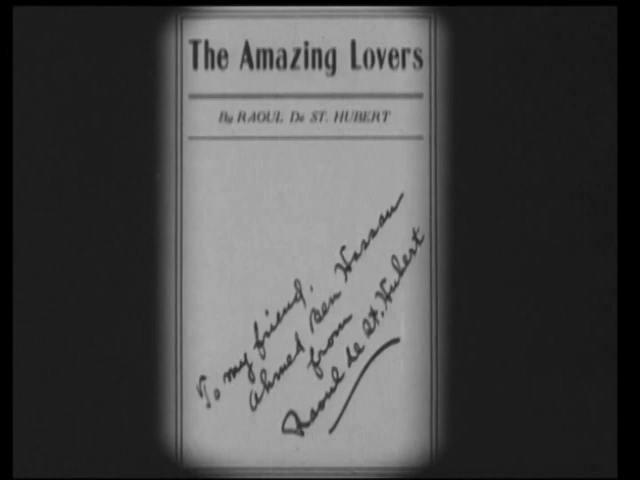 The Amazing Lovers
By RAOUL De ST. HUBERT
To my friend,
Ahmed Ben Hassan
from
Raoul de St. Hubert